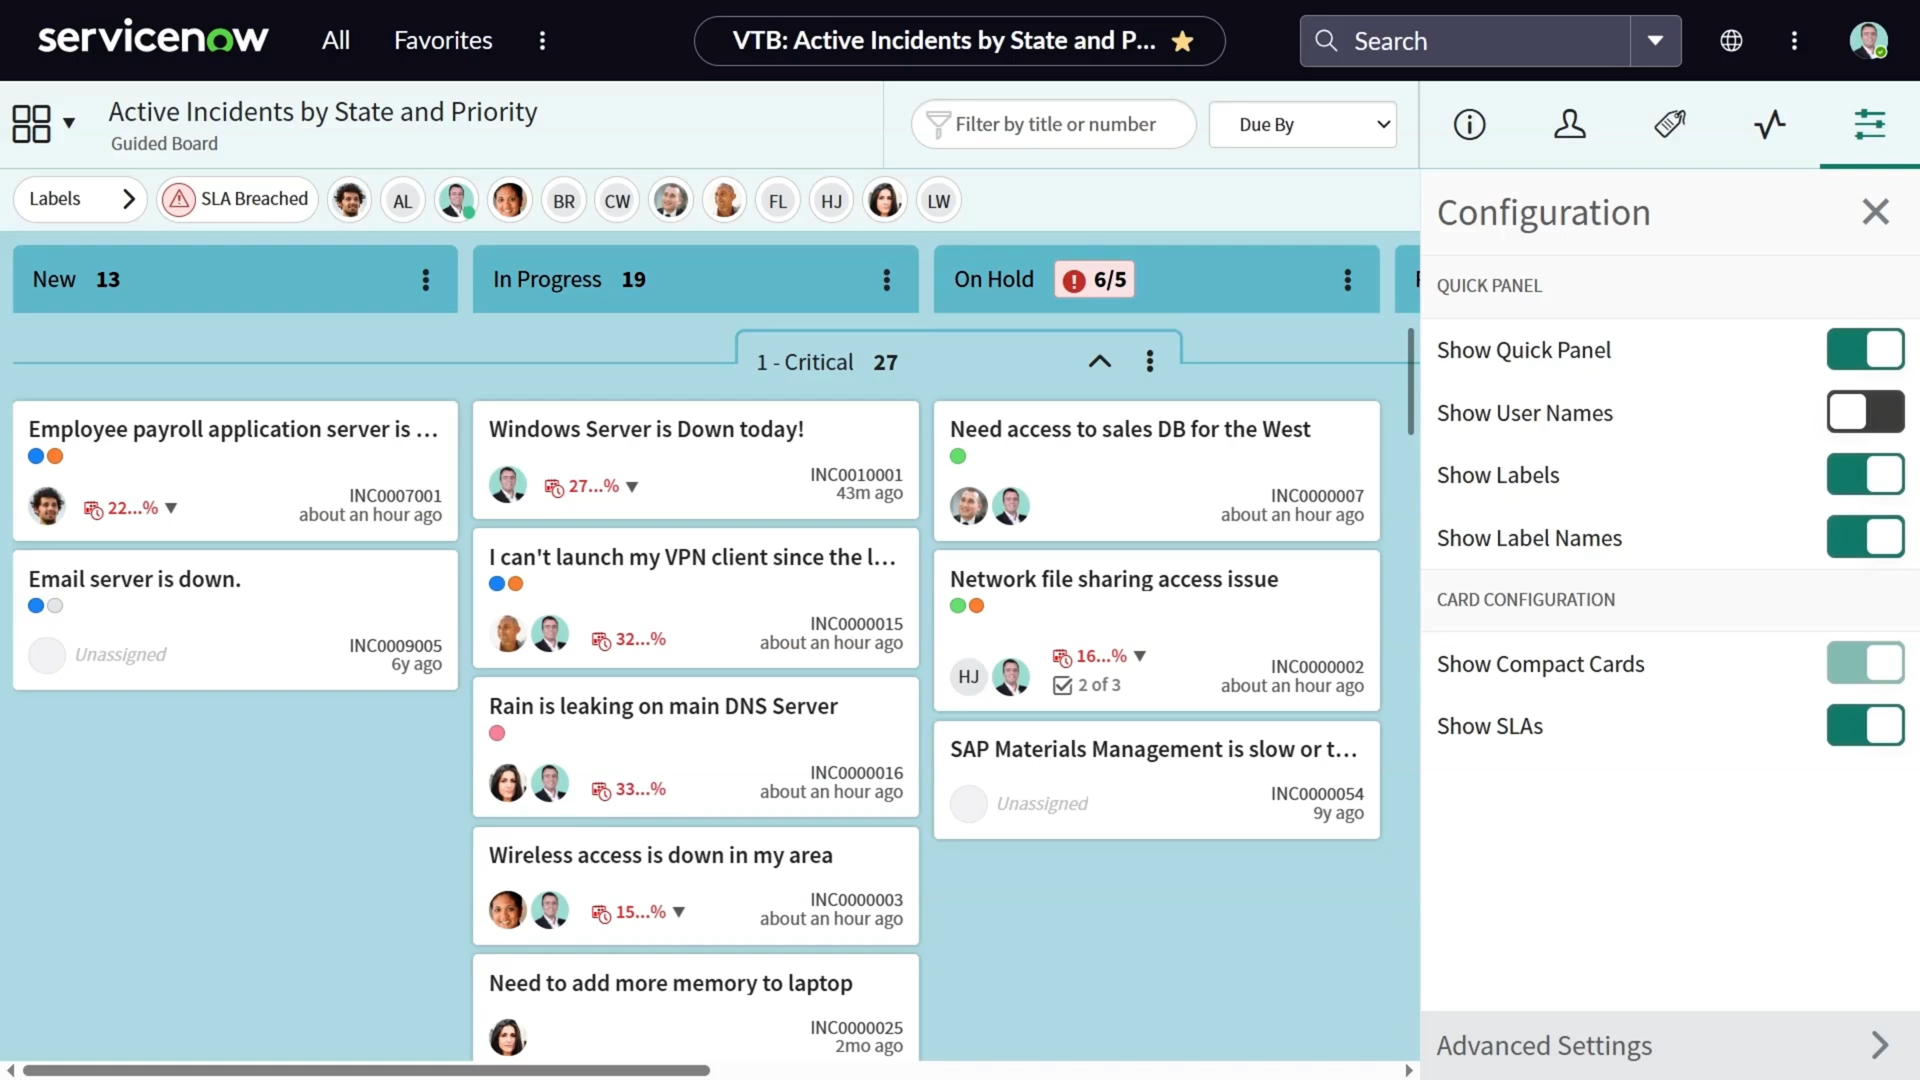 servicenow
All
Favorites
VTB: Active Incidents by State and P...
Search
Active Incidents by State and Priority
Guided Board
Filter by title or number
Due By
Labels
SLA Breached
AL
BR
CW
FL
HJ
LW
New 13
In Progress 19
On Hold 6/5
1 - Critical 27
Employee payroll application server is ...
22...%
INC0007001
about an hour ago
Email server is down.
Unassigned
INC0009005
6y ago
Windows Server is Down today!
27...%
INC0010001
43m ago
I can't launch my VPN client since the l...
32...%
INC0000015
about an hour ago
Rain is leaking on main DNS Server
33...%
INC0000016
about an hour ago
Wireless access is down in my area
15...%
INC0000003
about an hour ago
Need to add more memory to laptop
INC0000025
2mo ago
Need access to sales DB for the West
INC0000007
about an hour ago
Network file sharing access issue
HJ
16...%
2 of 3
INC0000002
about an hour ago
SAP Materials Management is slow or t...
Unassigned
INC0000054
9y ago
Configuration
QUICK PANEL
Show Quick Panel
Show User Names
Show Labels
Show Label Names
CARD CONFIGURATION
Show Compact Cards
Show SLAs
Advanced Settings